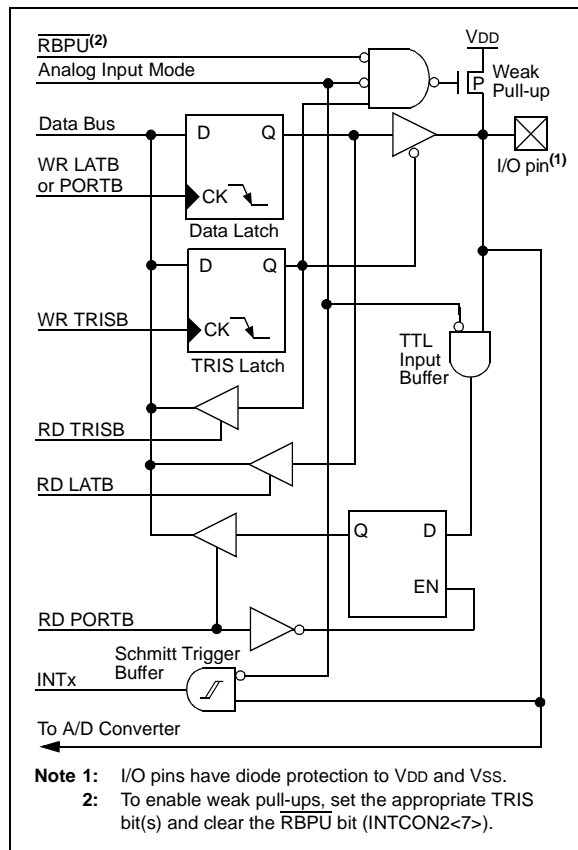 RBPU(2)
Analog Input Mode
VDD
P
Weak
Pull-up
Data Bus
D
Q
WR LATB
or PORTB
CK
Data Latch
I/O pin(1)
D
Q
WR TRISB
CK
TRIS Latch
TTL
Input
Buffer
RD TRISB
RD LATB
Q
D
EN
RD PORTB
Schmitt Trigger
Buffer
INTx
To A/D Converter
Note 1: I/O pins have diode protection to VDD and VSS.
2: To enable weak pull-ups, set the appropriate TRIS
bit(s) and clear the RBPU bit (INTCON2<7>).